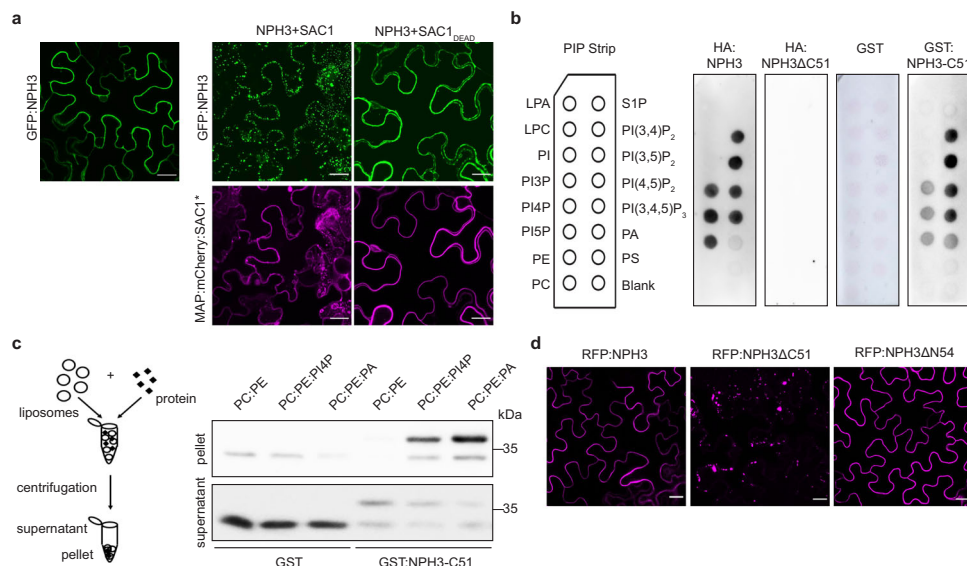 a
NPH3+SAC1
NPH3+SAC1DEAD
GFP:NPH3
GFP:NPH3
MAP:mCherry:SAC1*
b
PIP Strip
HA:
NPH3
HA:
NPH3ΔC51
GST
GST:
NPH3-C51
LPA
S1P
LPC
PI(3,4)P2
PI
PI(3,5)P2
PI3P
PI(4,5)P2
PI4P
PI(3,4,5)P3
PI5P
PA
PE
PS
PC
Blank
c
liposomes
+
protein
centrifugation
supernatant
pellet
PC:PE
PC:PE:PI4P
PC:PE:PA
PC:PE
PC:PE:PI4P
PC:PE:PA
kDa
pellet
35
supernatant
35
GST
GST:NPH3-C51
d
RFP:NPH3
RFP:NPH3ΔC51
RFP:NPH3ΔN54